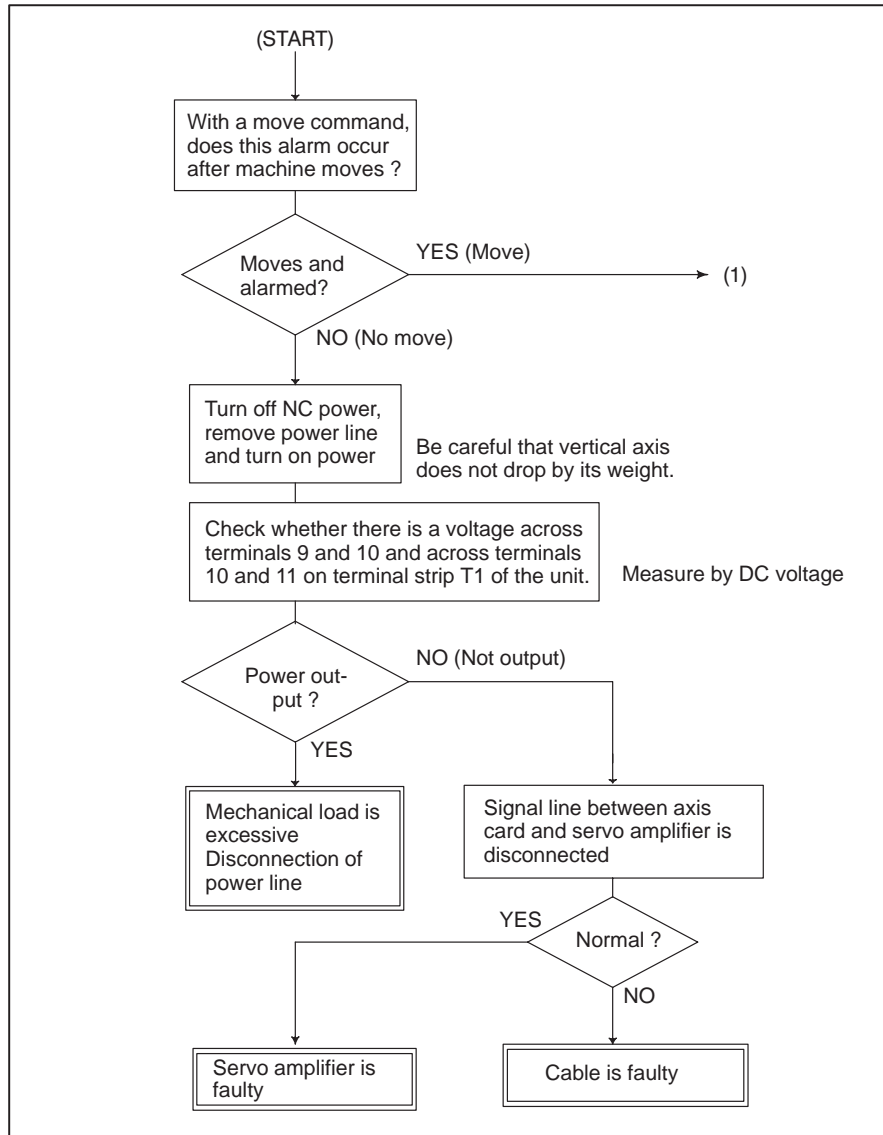 (START)
With a move command,
does this alarm occur
after machine moves ?
Moves and
alarmed?
YES (Move)
(1)
NO (No move)
Turn off NC power,
remove power line
and turn on power
Be careful that vertical axis
does not drop by its weight.
Check whether there is a voltage across
terminals 9 and 10 and across terminals
10 and 11 on terminal strip T1 of the unit.
Measure by DC voltage
Power out-
put ?
NO (Not output)
YES
Mechanical load is
excessive
Disconnection of
power line
Signal line between axis
card and servo amplifier is
disconnected
Normal ?
YES
NO
Servo amplifier is
faulty
Cable is faulty